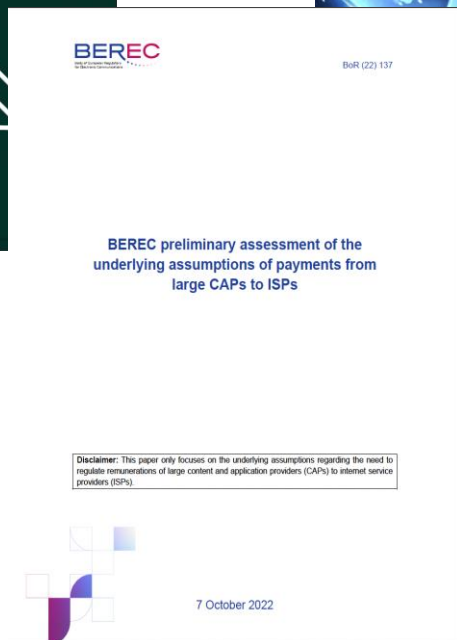 BEREC
Body of European Regulators
for Electronic Communications
BoR (22) 137
BEREC preliminary assessment of the
underlying assumptions of payments from
large CAPs to ISPs
Disclaimer: This paper only focuses on the underlying assumptions regarding the need to
regulate remunerations of large content and application providers (CAPs) to internet service
providers (ISPs).
7 October 2022